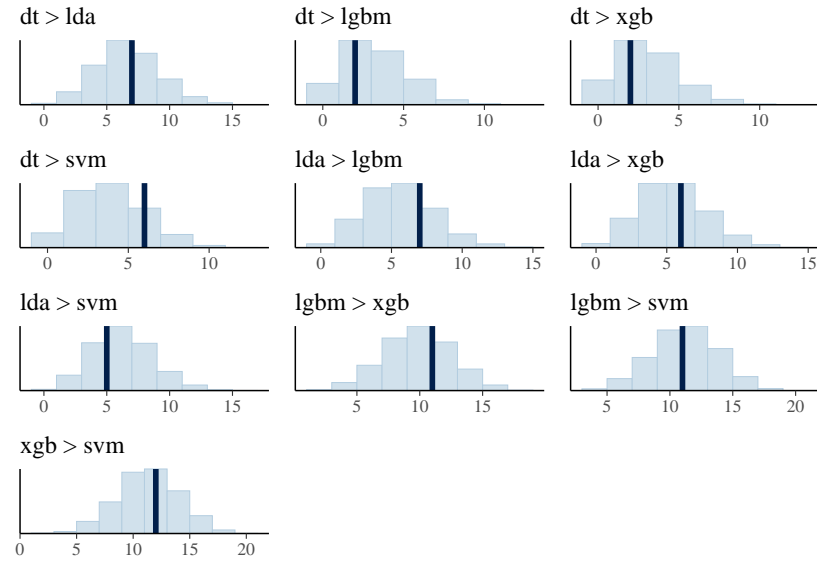 dt > lda dt > lgbm dt > xgb
0 5 10 15 0 5 10 0 5 10
dt > svm lda > lgbm lda > xgb
0 5 10 0 5 10 15 0 5 10 15
lda > svm lgbm > xgb lgbm > svm
0 5 10 15 5 10 15 5 10 15 20
xgb > svm
0 5 10 15 20